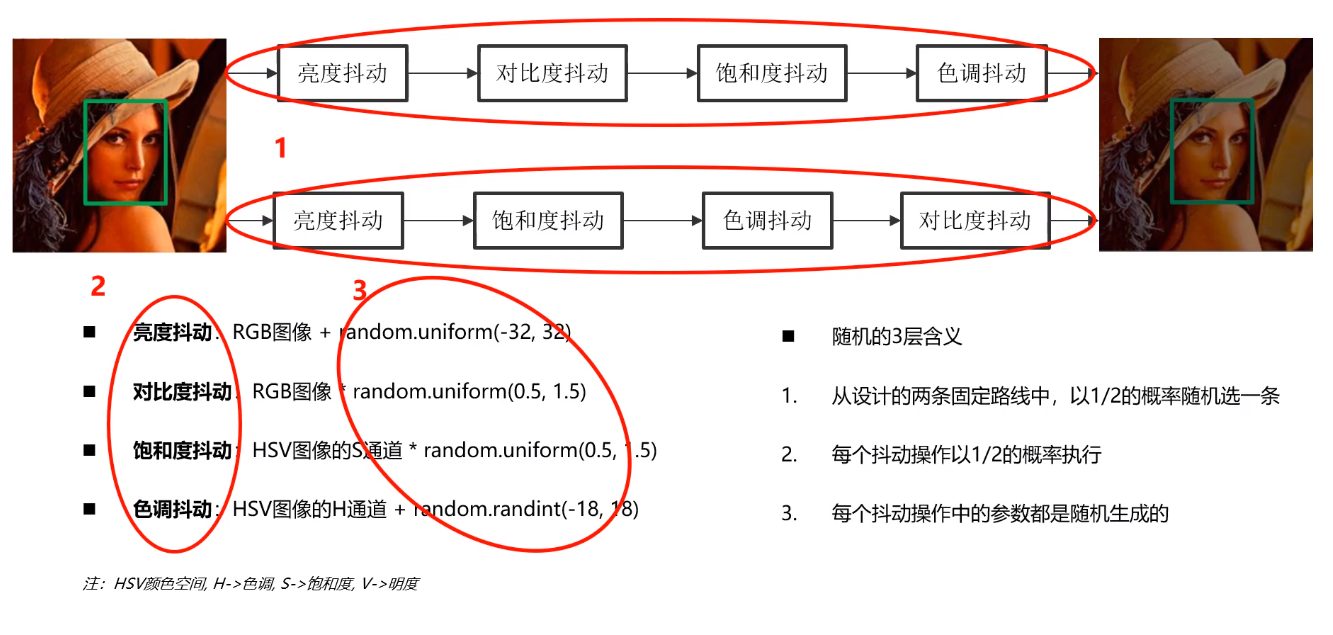 亮度抖动 对比度抖动 饱和度抖动 色调抖动
1
亮度抖动 饱和度抖动 色调抖动 对比度抖动
2
3
■ 亮度抖动：RGB图像 + random.uniform(-32, 32)
■ 对比度抖动：RGB图像 * random.uniform(0.5, 1.5)
■ 饱和度抖动：HSV图像的S通道 * random.uniform(0.5, 1.5)
■ 色调抖动：HSV图像的H通道 + random.randint(-18, 18)
注：HSV颜色空间, H->色调, S->饱和度, V->明度
■ 随机的3层含义
1. 从设计的两条固定路线中，以1/2的概率随机选一条
2. 每个抖动操作以1/2的概率执行
3. 每个抖动操作中的参数都是随机生成的